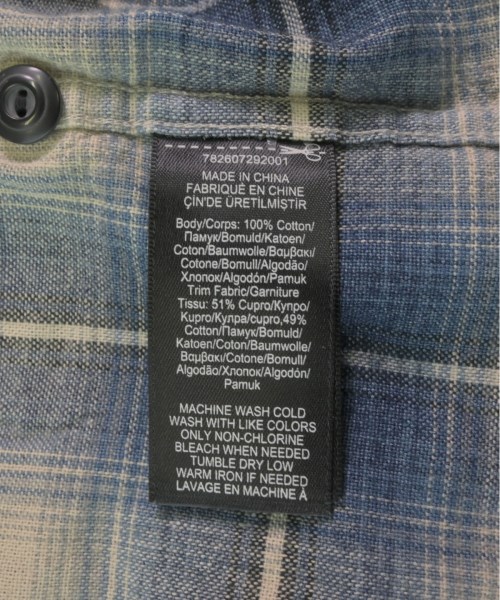 782607292001
MADE IN CHINA
FABRIQUÉ EN CHINE
ÇİN'DE ÜRETİLMİŞTİR
Body/Corps: 100% Cotton/
Памук/Bomuld/Katoen/
Coton/Baumwolle/Βαμβακι/
Cotone/Bomull/Algodão/
Хлопок/Algodón/Pamuk
Trim Fabric/Garniture
Tissu: 51% Cupro/Купро/
Kupro/Купра/cupro,49%
Cotton/Памук/Bomuld/
Katoen/Coton/Baumwolle/
Βαμβακι/Cotone/Bomull/
Algodão/Хлопок/Algodón/
Pamuk
MACHINE WASH COLD
WASH WITH LIKE COLORS
ONLY NON-CHLORINE
BLEACH WHEN NEEDED
TUMBLE DRY LOW
WARM IRON IF NEEDED
LAVAGE EN MACHINE À